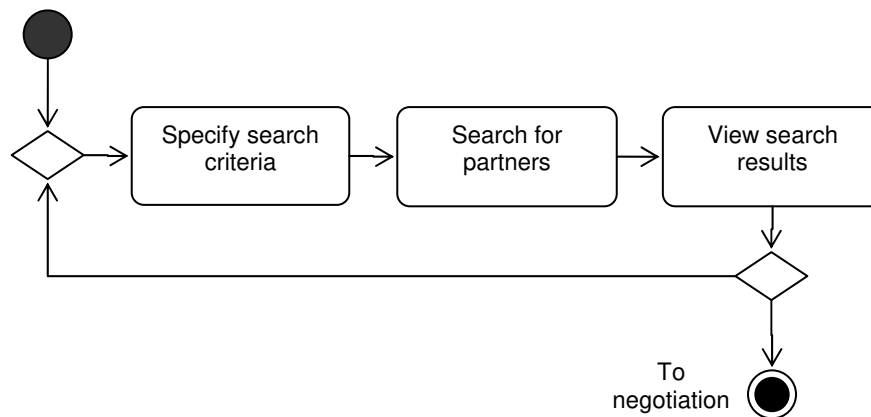 Specify search
criteria
Search for
partners
View search
results
To
negotiation